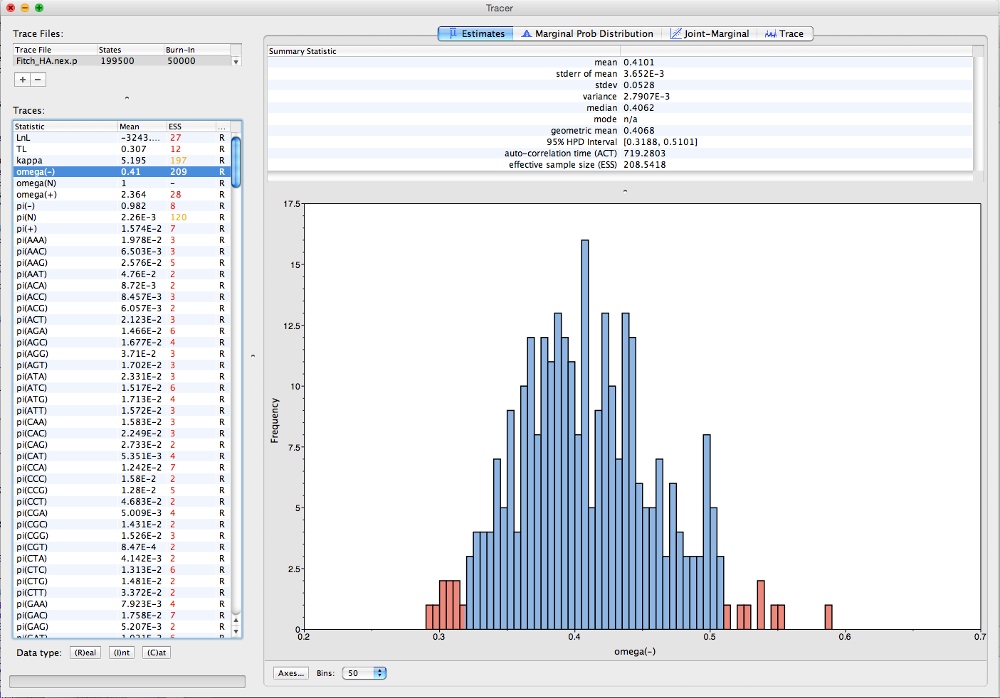 Tracer
Trace Files:
Trace File States Burn-In
Fitch_HA.nex.p 199500 50000
+ −
Traces:
Statistic Mean ESS ...
LnL -3243.... 27 R
TL 0.307 12 R
kappa 5.195 197 R
omega(-) 0.41 209 R
omega(N) 1 - R
omega(+) 2.364 28 R
pi(-) 0.982 8 R
pi(N) 2.26E-3 120 R
pi(+) 1.574E-2 7 R
pi(AAA) 1.978E-2 3 R
pi(AAC) 6.503E-3 3 R
pi(AAG) 2.576E-2 5 R
pi(AAT) 4.76E-2 2 R
pi(ACA) 8.72E-3 2 R
pi(ACC) 8.457E-3 3 R
pi(ACG) 6.057E-3 2 R
pi(ACT) 2.123E-2 3 R
pi(AGA) 1.466E-2 6 R
pi(AGC) 1.677E-2 4 R
pi(AGG) 3.71E-2 3 R
pi(AGT) 1.702E-2 3 R
pi(ATA) 2.331E-2 3 R
pi(ATC) 1.517E-2 6 R
pi(ATG) 1.713E-2 4 R
pi(ATT) 1.572E-2 3 R
pi(CAA) 1.583E-2 3 R
pi(CAC) 2.249E-2 3 R
pi(CAG) 2.733E-2 2 R
pi(CAT) 5.351E-3 4 R
pi(CCA) 1.242E-2 7 R
pi(CCC) 1.58E-2 2 R
pi(CCG) 1.28E-2 5 R
pi(CCT) 4.683E-2 2 R
pi(CGA) 5.009E-3 4 R
pi(CGC) 1.431E-2 2 R
pi(CGG) 1.526E-2 3 R
pi(CGT) 8.47E-4 2 R
pi(CTA) 4.142E-3 2 R
pi(CTC) 1.313E-2 6 R
pi(CTG) 1.481E-2 2 R
pi(CTT) 3.372E-2 2 R
pi(GAA) 7.923E-3 4 R
pi(GAC) 1.758E-2 7 R
pi(GAG) 5.207E-3 2 R
Data type: (R)eal (I)nt (C)at
Estimates Marginal Prob Distribution Joint-Marginal Trace
Summary Statistic
mean 0.4101
stderr of mean 3.652E-3
stdev 0.0528
variance 2.7907E-3
median 0.4062
mode n/a
geometric mean 0.4068
95% HPD Interval [0.3188, 0.5101]
auto-correlation time (ACT) 719.2803
effective sample size (ESS) 208.5418
17.5
15
12.5
10
7.5
5
2.5
0
Frequency
0.2 0.3 0.4 0.5 0.6 0.7
omega(-)
Axes... Bins: 50